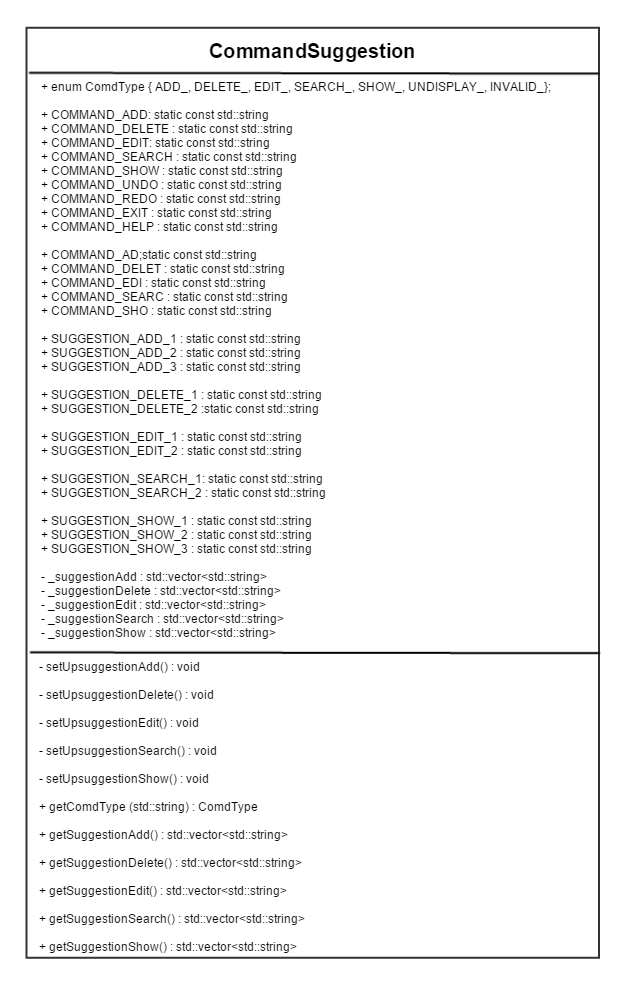 CommandSuggestion
+ enum ComdType { ADD_, DELETE_, EDIT_, SEARCH_, SHOW_, UNDISPLAY_, INVALID_};
+ COMMAND_ADD: static const std::string
+ COMMAND_DELETE : static const std::string
+ COMMAND_EDIT: static const std::string
+ COMMAND_SEARCH : static const std::string
+ COMMAND_SHOW : static const std::string
+ COMMAND_UNDO : static const std::string
+ COMMAND_REDO : static const std::string
+ COMMAND_EXIT : static const std::string
+ COMMAND_HELP : static const std::string
+ COMMAND_AD;static const std::string
+ COMMAND_DELET : static const std::string
+ COMMAND_EDI : static const std::string
+ COMMAND_SEARC : static const std::string
+ COMMAND_SHO : static const std::string
+ SUGGESTION_ADD_1 : static const std::string
+ SUGGESTION_ADD_2 : static const std::string
+ SUGGESTION_ADD_3 : static const std::string
+ SUGGESTION_DELETE_1 : static const std::string
+ SUGGESTION_DELETE_2 :static const std::string
+ SUGGESTION_EDIT_1 : static const std::string
+ SUGGESTION_EDIT_2 : static const std::string
+ SUGGESTION_SEARCH_1: static const std::string
+ SUGGESTION_SEARCH_2 : static const std::string
+ SUGGESTION_SHOW_1 : static const std::string
+ SUGGESTION_SHOW_2 : static const std::string
+ SUGGESTION_SHOW_3 : static const std::string
- _suggestionAdd : std::vector<std::string>
- _suggestionDelete : std::vector<std::string>
- _suggestionEdit : std::vector<std::string>
- _suggestionSearch : std::vector<std::string>
- _suggestionShow : std::vector<std::string>
- setUpsuggestionAdd() : void
- setUpsuggestionDelete() : void
- setUpsuggestionEdit() : void
- setUpsuggestionSearch() : void
- setUpsuggestionShow() : void
+ getComdType (std::string) : ComdType
+ getSuggestionAdd() : std::vector<std::string>
+ getSuggestionDelete() : std::vector<std::string>
+ getSuggestionEdit() : std::vector<std::string>
+ getSuggestionSearch() : std::vector<std::string>
+ getSuggestionShow() : std::vector<std::string>